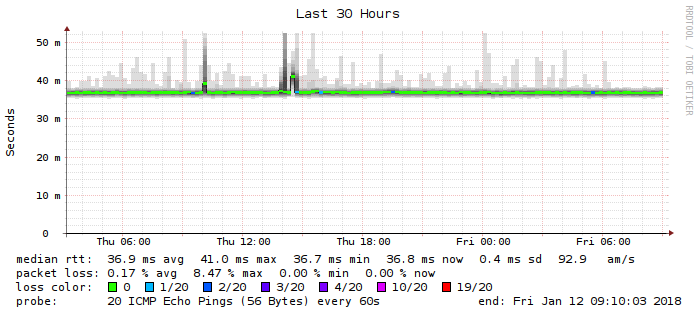 Last 30 Hours
RRDTOOL / TOBI OETIKER
Seconds
50 m
40 m
30 m
20 m
10 m
0
Thu 06:00 Thu 12:00 Thu 18:00 Fri 00:00 Fri 06:00
median rtt: 36.9 ms avg 41.0 ms max 36.7 ms min 36.8 ms now 0.4 ms sd 92.9 am/s
packet loss: 0.17 % avg 8.47 % max 0.00 % min 0.00 % now
loss color: 0 1/20 2/20 3/20 4/20 10/20 19/20
probe: 20 ICMP Echo Pings (56 Bytes) every 60s end: Fri Jan 12 09:10:03 2018